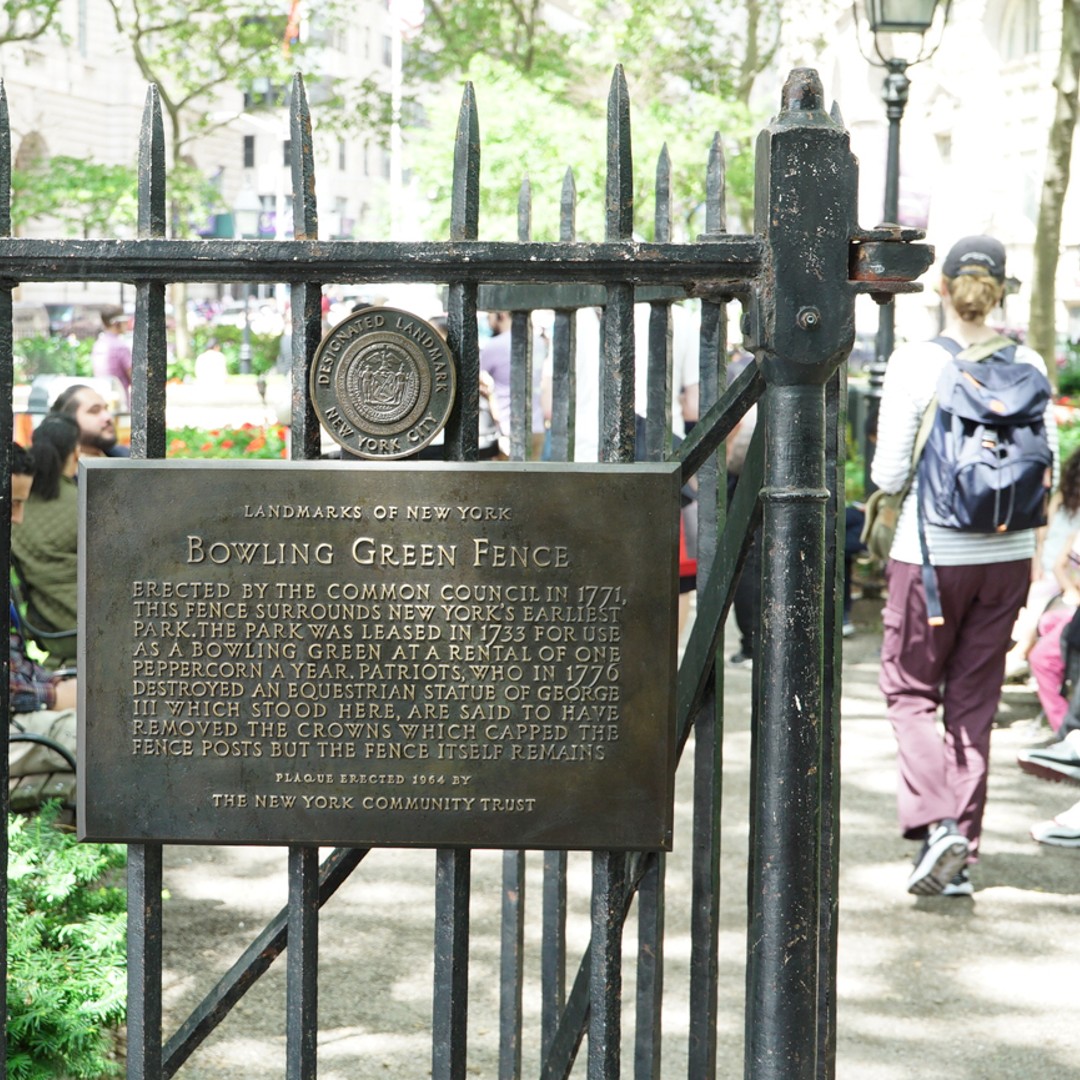 DESIGNATED LANDMARK
NEW YORK CITY
LANDMARKS OF NEW YORK
BOWLING GREEN FENCE
ERECTED BY THE COMMON COUNCIL IN 1771,
THIS FENCE SURROUNDS NEW YORK'S EARLIEST
PARK. THE PARK WAS LEASED IN 1733 FOR USE
AS A BOWLING GREEN AT A RENTAL OF ONE
PEPPERCORN A YEAR. PATRIOTS, WHO IN 1776
DESTROYED AN EQUESTRIAN STATUE OF GEORGE
III WHICH STOOD HERE, ARE SAID TO HAVE
REMOVED THE CROWNS WHICH CAPPED THE
FENCE POSTS BUT THE FENCE ITSELF REMAINS
PLAQUE ERECTED 1964 BY
THE NEW YORK COMMUNITY TRUST